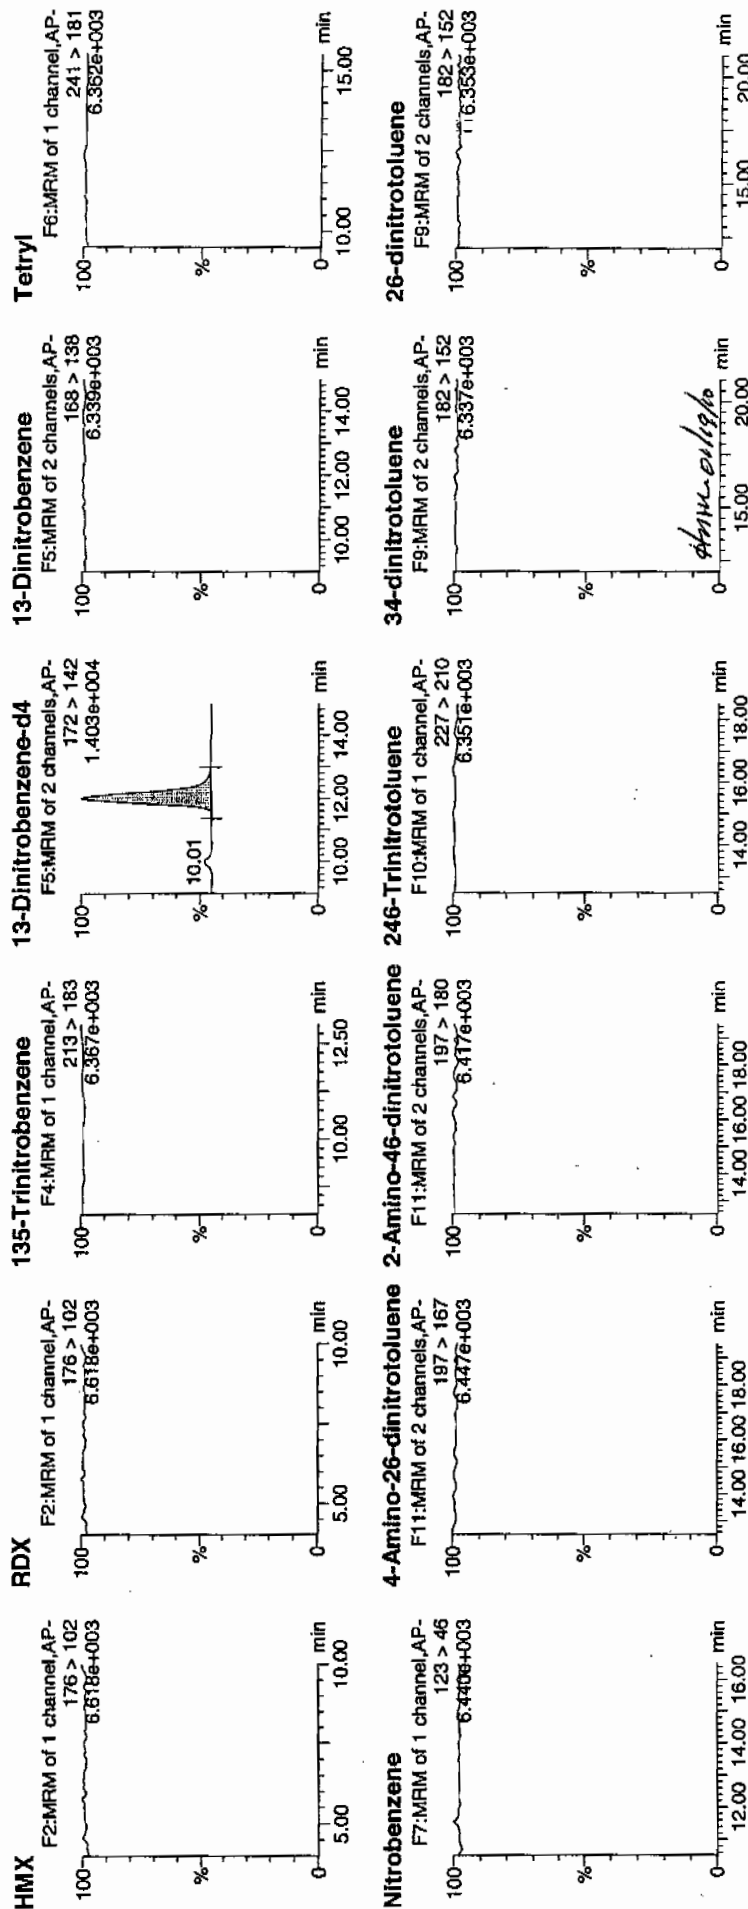 HMX
F2:MRM of 1 channel,AP-
176 > 102
6.618e+003
100
%
0
5.00
10.00
min
RDX
F2:MRM of 1 channel,AP-
176 > 102
6.618e+003
100
%
0
5.00
10.00
min
135-Trinitrobenzene
F4:MRM of 1 channel,AP-
213 > 183
6.367e+003
100
%
0
10.00
12.50
min
13-Dinitrobenzene-d4
F5:MRM of 2 channels,AP-
172 > 142
1.403e+004
100
10.01
%
0
10.00
12.00
14.00
min
13-Dinitrobenzene
F5:MRM of 2 channels,AP-
168 > 138
6.339e+003
100
%
0
10.00
12.00
14.00
min
Tetryl
F6:MRM of 1 channel,AP-
241 > 181
6.362e+003
100
%
0
10.00
15.00
min
Nitrobenzene
F7:MRM of 1 channel,AP-
123 > 46
6.440e+003
100
%
0
12.00
14.00
16.00
min
4-Amino-26-dinitrotoluene
F11:MRM of 2 channels,AP-
197 > 167
6.447e+003
100
%
0
14.00
16.00
18.00
min
2-Amino-46-dinitrotoluene
F11:MRM of 2 channels,AP-
197 > 180
6.417e+003
100
%
0
14.00
16.00
18.00
min
246-Trinitrotoluene
F10:MRM of 1 channel,AP-
227 > 210
6.351e+003
100
%
0
14.00
16.00
18.00
min
34-dinitrotoluene
F9:MRM of 2 channels,AP-
182 > 152
6.337e+003
100
%
0
15.00
20.00
min
26-dinitrotoluene
F9:MRM of 2 channels,AP-
182 > 152
6.353e+003
100
%
0
15.00
20.00
min